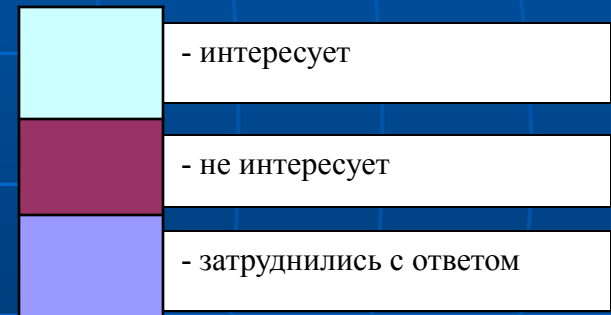 - интересует
- не интересует
- затруднились с ответом